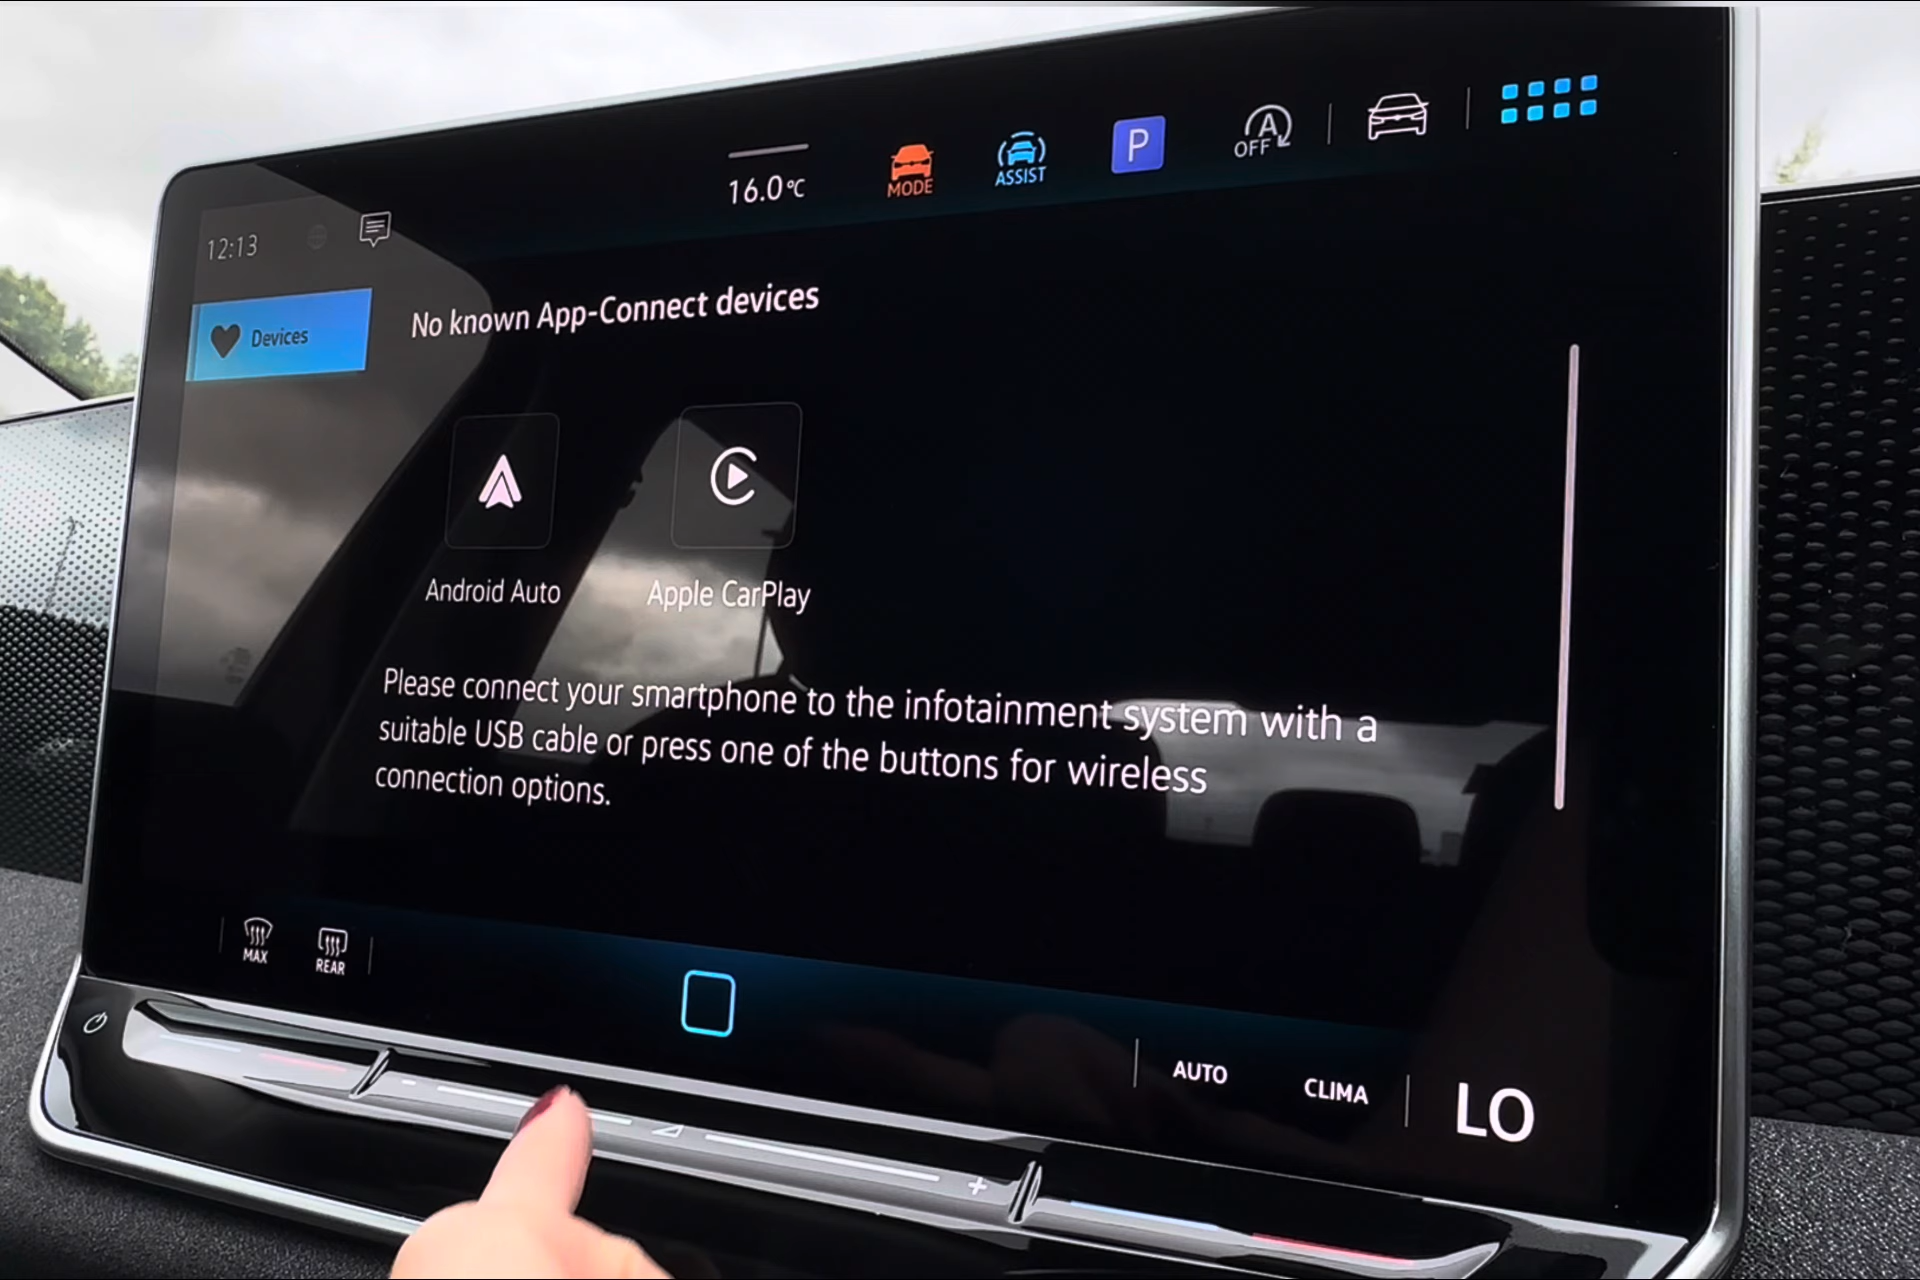 16.0°C
MODE
ASSIST
P
A
OFF
12:13
Devices
No known App-Connect devices
Android Auto
Apple CarPlay
Please connect your smartphone to the infotainment system with a
suitable USB cable or press one of the buttons for wireless
connection options.
MAX
REAR
AUTO
CLIMA
LO
- +